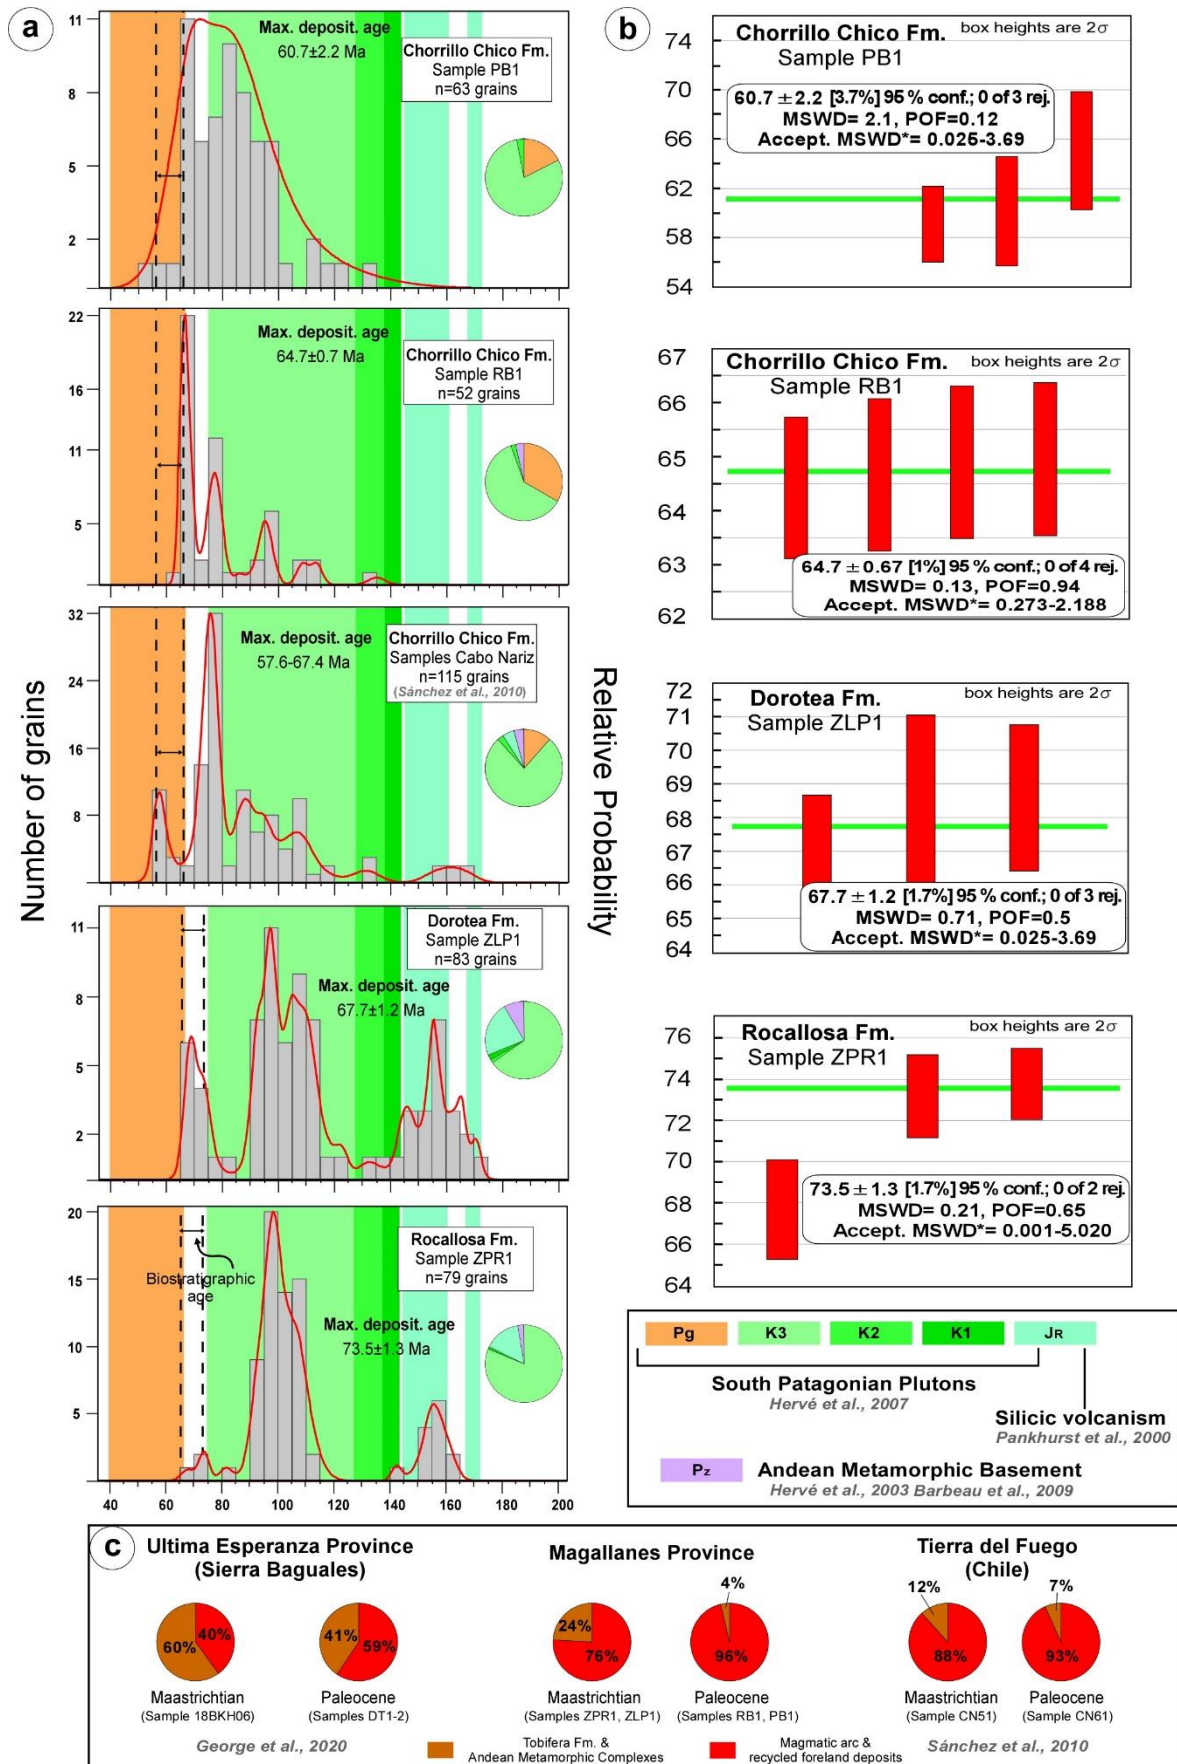 a
Number of grains
11
8
5
2
Max. deposit. age
60.7±2.2 Ma
Chorrillo Chico Fm.
Sample PB1
n=63 grains
22
16
11
5
Max. deposit. age
64.7±0.7 Ma
Chorrillo Chico Fm.
Sample RB1
n=52 grains
32
24
16
8
Max. deposit. age
57.6-67.4 Ma
Chorrillo Chico Fm.
Samples Cabo Nariz
n=115 grains
(Sánchez et al., 2010)
11
8
5
2
Dorotea Fm.
Sample ZLP1
n=83 grains
Max. deposit. age
67.7±1.2 Ma
20
15
10
5
Biostratigraphic
age
Rocallosa Fm.
Sample ZPR1
n=79 grains
Max. deposit. age
73.5±1.3 Ma
40 60 80 100 120 140 160 180 200
Relative Probability
b
74
70
66
62
58
54
Chorrillo Chico Fm.
Sample PB1
box heights are 2σ
60.7 ± 2.2 [3.7%] 95 % conf.; 0 of 3 rej.
MSWD= 2.1, POF=0.12
Accept. MSWD*= 0.025-3.69
67
66
65
64
63
62
Chorrillo Chico Fm.
Sample RB1
box heights are 2σ
64.7 ± 0.67 [1%] 95 % conf.; 0 of 4 rej.
MSWD= 0.13, POF=0.94
Accept. MSWD*= 0.273-2.188
72
71
70
69
68
67
66
65
64
Dorotea Fm.
Sample ZLP1
box heights are 2σ
67.7 ± 1.2 [1.7%] 95 % conf.; 0 of 3 rej.
MSWD= 0.71, POF=0.5
Accept. MSWD*= 0.025-3.69
76
74
72
70
68
66
64
Rocallosa Fm.
Sample ZPR1
box heights are 2σ
73.5 ± 1.3 [1.7%] 95 % conf.; 0 of 2 rej.
MSWD= 0.21, POF=0.65
Accept. MSWD*= 0.001-5.020
Pg K3 K2 K1 JR
South Patagonian Plutons
Hervé et al., 2007
Silicic volcanism
Pankhurst et al., 2000
Pz Andean Metamorphic Basement
Hervé et al., 2003 Barbeau et al., 2009
c
Ultima Esperanza Province
(Sierra Baguales)
60% 40%
Maastrichtian
(Sample 18BKH06)
41% 59%
Paleocene
(Samples DT1-2)
George et al., 2020
Magallanes Province
24%
76%
Maastrichtian
(Samples ZPR1, ZLP1)
4%
96%
Paleocene
(Samples RB1, PB1)
Tierra del Fuego
(Chile)
12%
88%
Maastrichtian
(Sample CN51)
7%
93%
Paleocene
(Sample CN61)
Sánchez et al., 2010
Tobifera Fm. &
Andean Metamorphic Complexes
Magmatic arc &
recycled foreland deposits